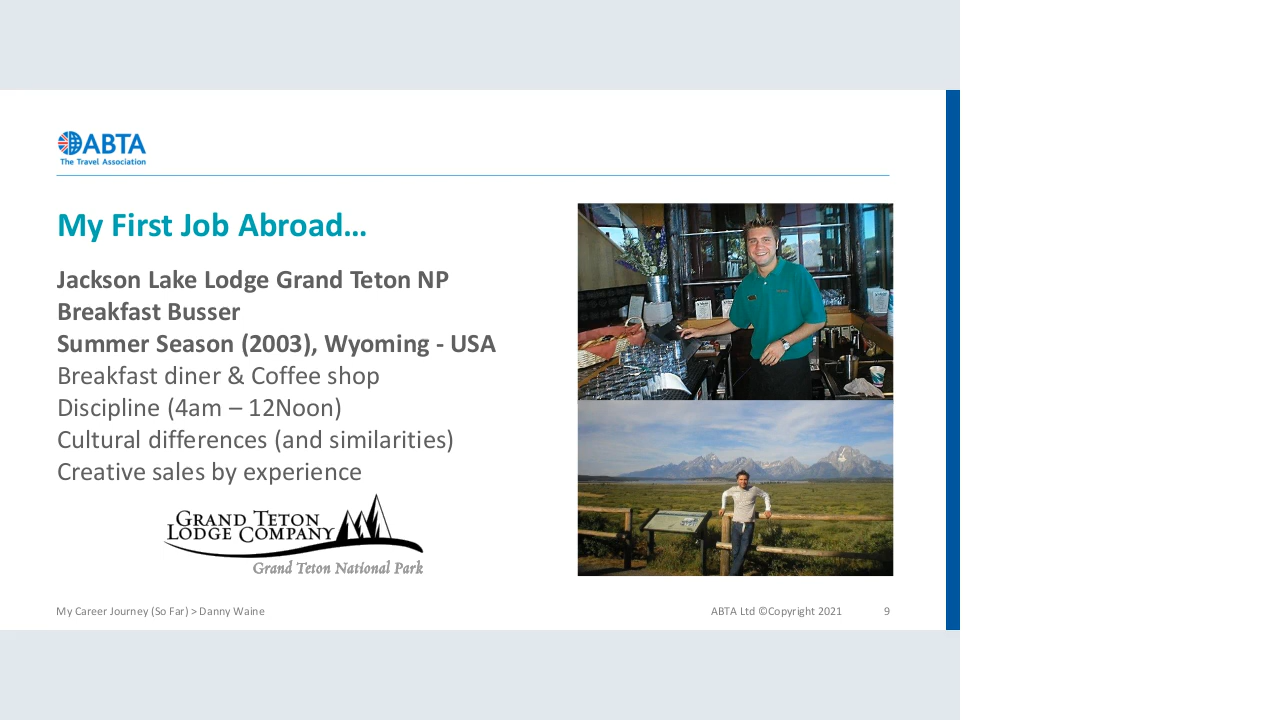 ABTA
The Travel Association
My First Job Abroad…
Jackson Lake Lodge Grand Teton NP
Breakfast Busser
Summer Season (2003), Wyoming - USA
Breakfast diner & Coffee shop
Discipline (4am – 12Noon)
Cultural differences (and similarities)
Creative sales by experience
GRAND TETON
LODGE COMPANY
Grand Teton National Park
My Career Journey (So Far) > Danny Waine
ABTA Ltd ©Copyright 2021
9